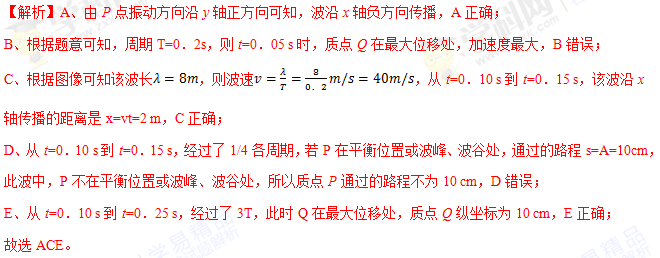 【解析】A、由 P 点振动方向沿 y 轴正方向可知，波沿 x 轴负方向传播，A 正确；
B、根据题意可知，周期 T=0．2s，则 t=0．05 s 时，质点 Q 在最大位移处，加速度最大，B 错误；
C、根据图像可知该波长λ = 8m，则波速v = λ/T = 8/0．2 m/s = 40m/s，从 t=0．10 s 到 t=0．15 s，该波沿 x
轴传播的距离是 x=vt=2 m，C 正确；
D、从 t=0．10 s 到 t=0．15 s，经过了 1/4 各周期，若 P 在平衡位置或波峰、波谷处，通过的路程 s=A=10cm，
此波中，P 不在平衡位置或波峰、波谷处，所以质点 P 通过的路程不为 10 cm，D 错误；
E、从 t=0．10 s 到 t=0．25 s，经过了 3T，此时 Q 在最大位移处，质点 Q 纵坐标为 10 cm，E 正确；
故选 ACE。